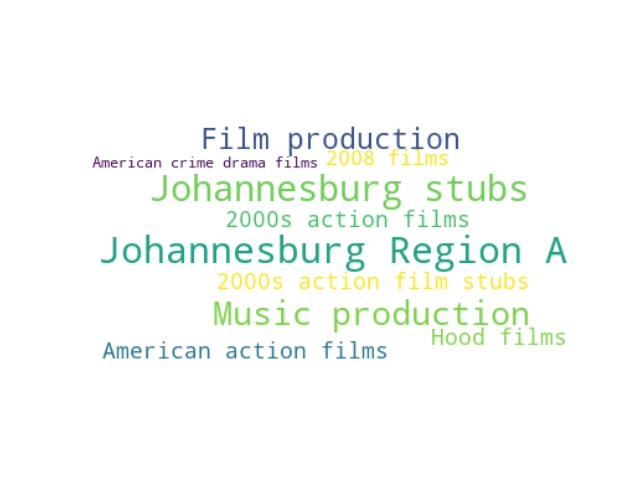 Film production
American crime drama films
2008 films
Johannesburg stubs
2000s action films
Johannesburg Region A
2000s action film stubs
Music production
Hood films
American action films